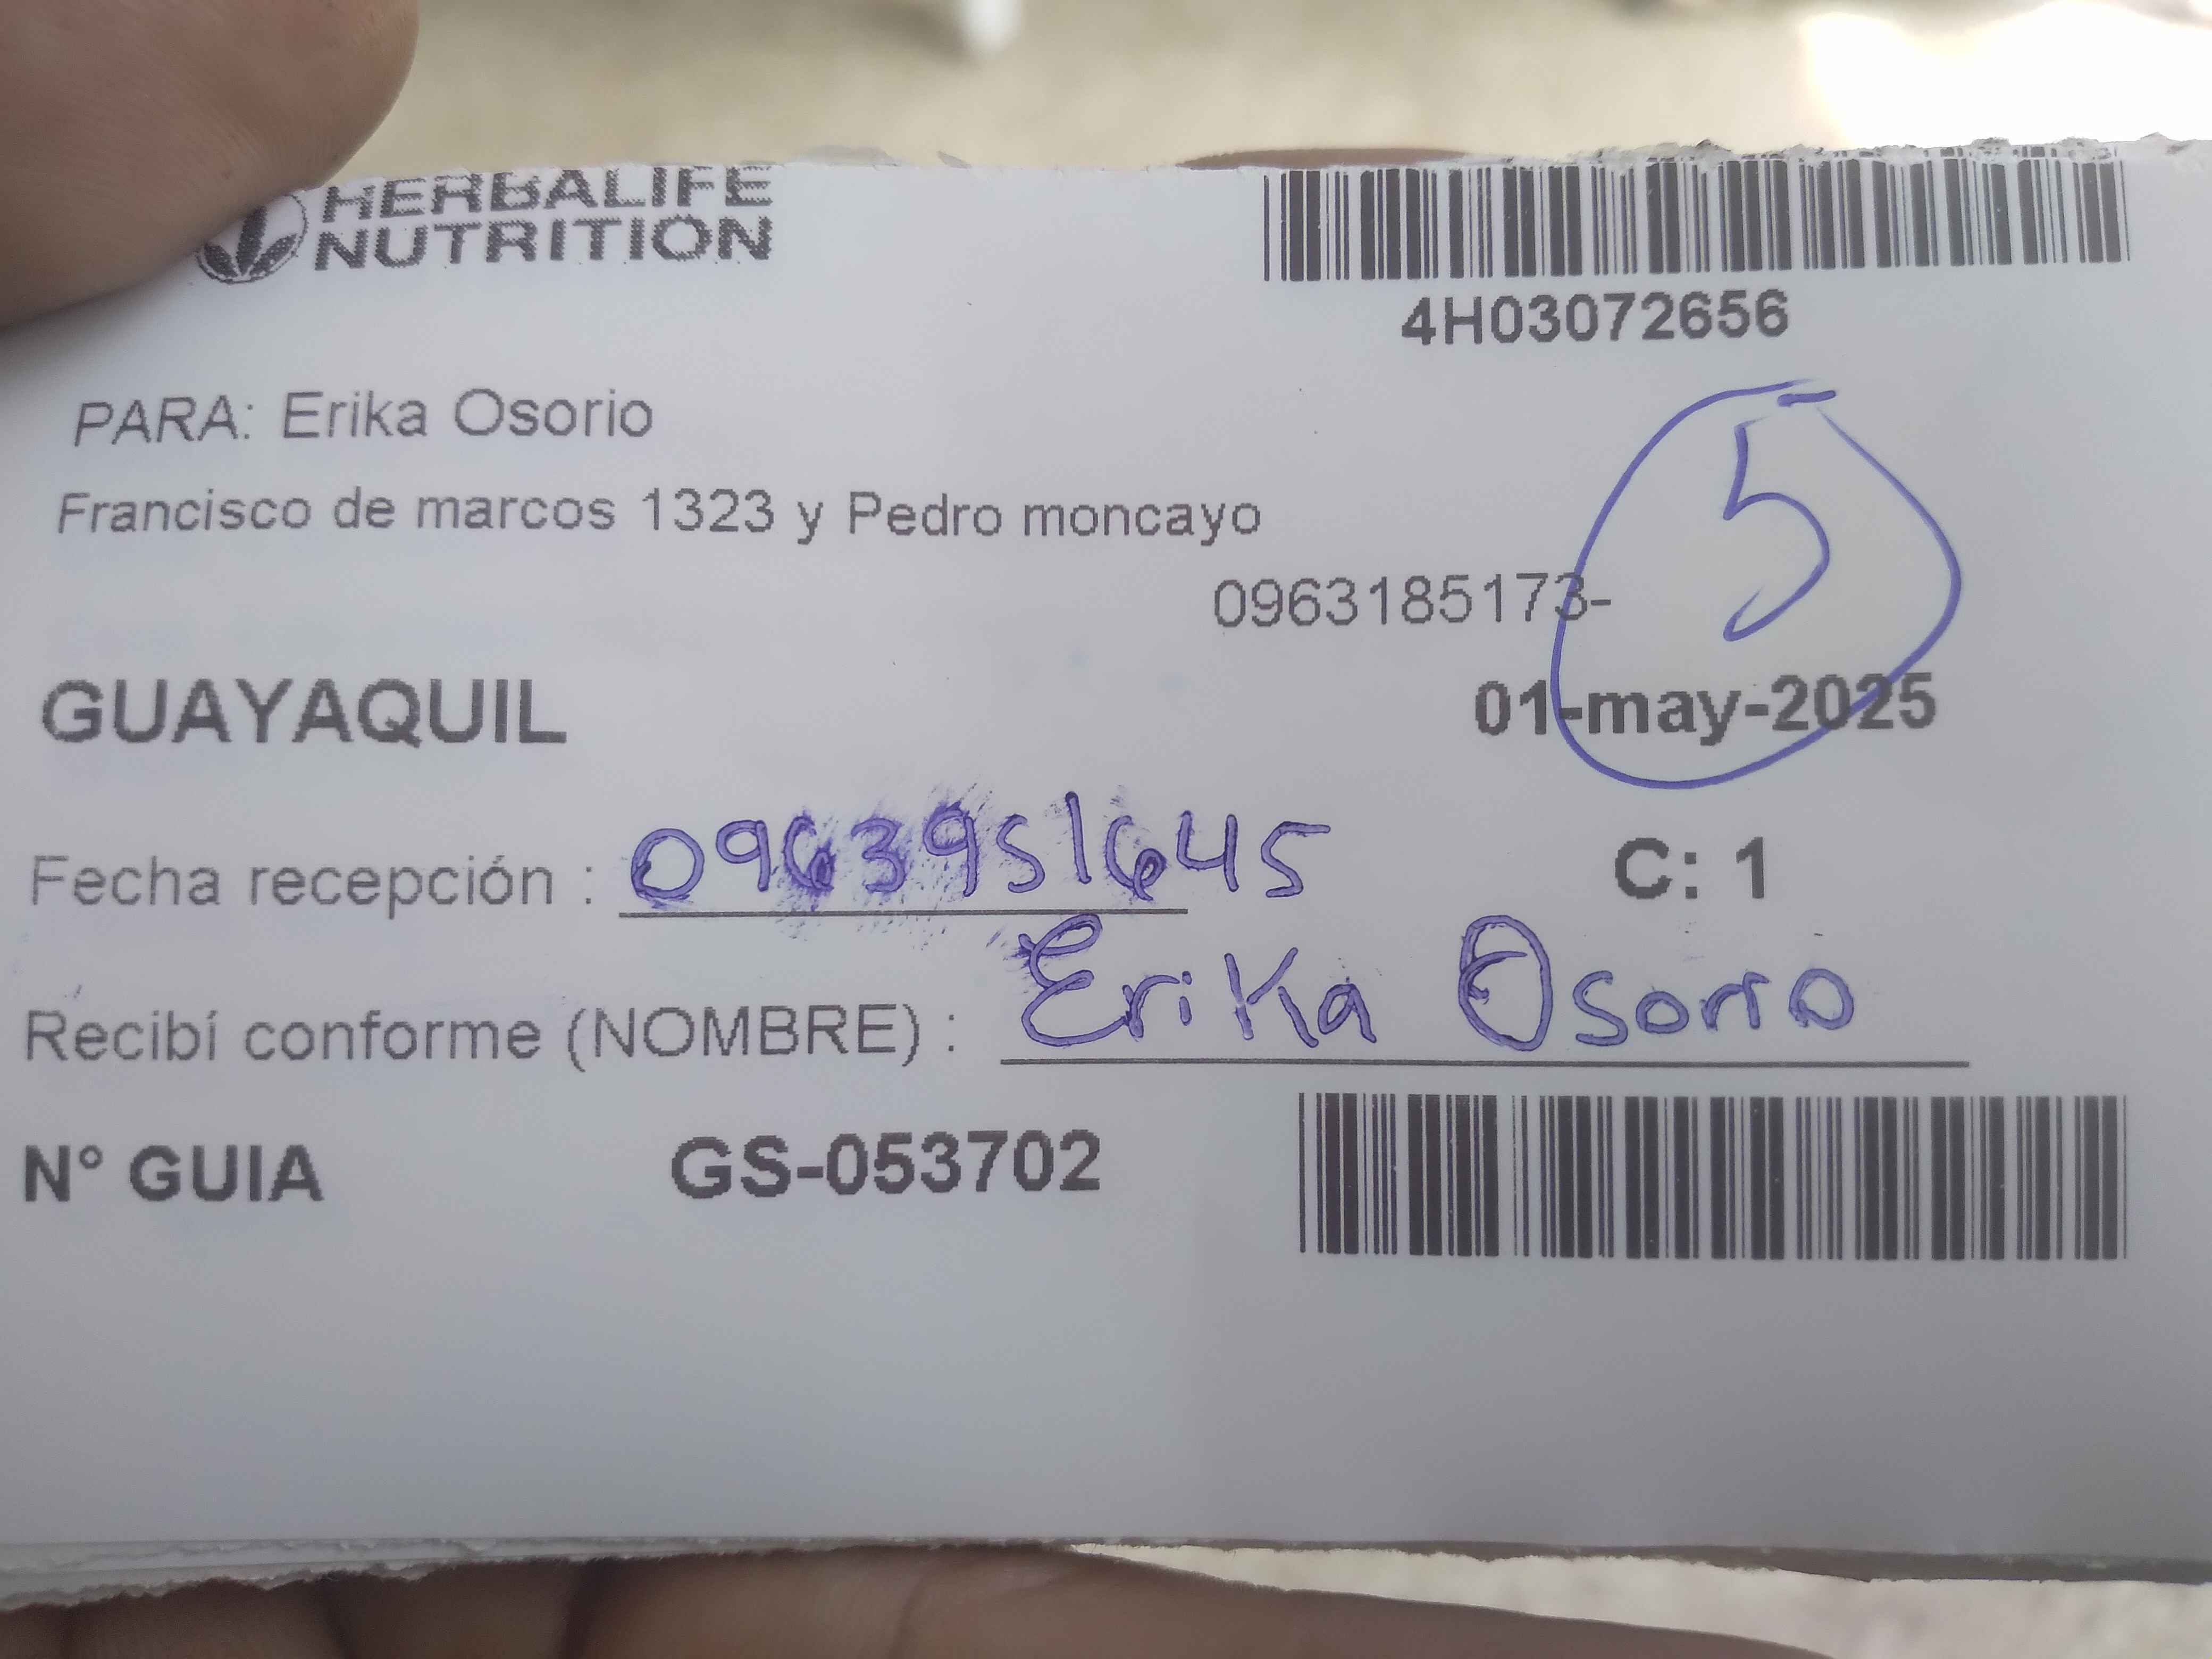 HERBALIFE
NUTRITION
4H03072656
PARA: Erika Osorio
5
Francisco de marcos 1323 y Pedro moncayo
0963185173-
GUAYAQUIL
01-may-2025
Fecha recepción : 0963951645
C: 1
Recibí conforme (NOMBRE) : Erika Osorio
N° GUIA GS-053702